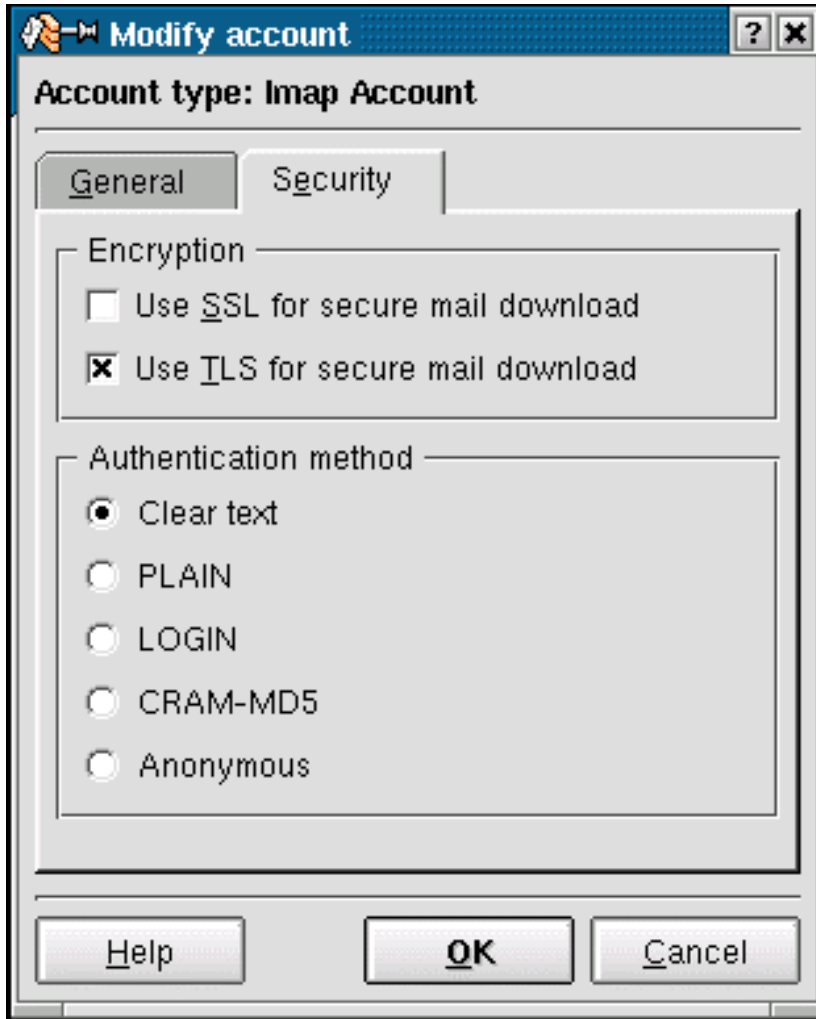 Modify account ?
Account type: Imap Account
General Security
Encryption
Use SSL for secure mail download
Use TLS for secure mail download
Authentication method
Clear text
PLAIN
LOGIN
CRAM-MD5
Anonymous
Help OK Cancel